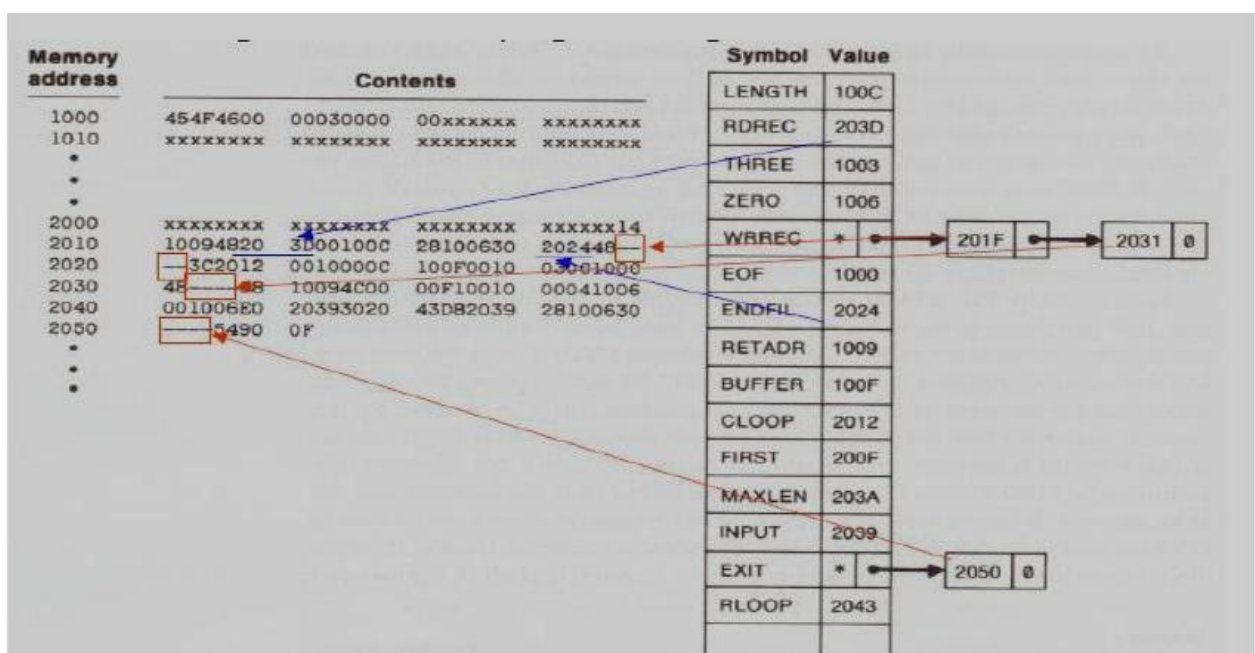 Memory address Contents
1000 454F4600 00030000 00xxxxxx xxxxxxxx
1010 xxxxxxxx xxxxxxxx xxxxxxxx xxxxxxxx
•
•
•
2000 xxxxxxxx xxxxxxxx xxxxxxxx xxxxxx14
2010 10094820 3D00100C 28100630 202448--
2020 --3C2012 0010000C 100F0010 03001000
2030 48----08 10094C00 00F10010 00041006
2040 001006E0 20393020 43D82039 28100630
2050 ----5490 0F
•
•
•
Symbol Value
LENGTH 100C
RDREC 203D
THREE 1003
ZERO 1006
WRREC * 201F 2031 0
EOF 1000
ENDFIL 2024
RETADR 1009
BUFFER 100F
CLOOP 2012
FIRST 200F
MAXLEN 203A
INPUT 2039
EXIT * 2050 0
RLOOP 2043